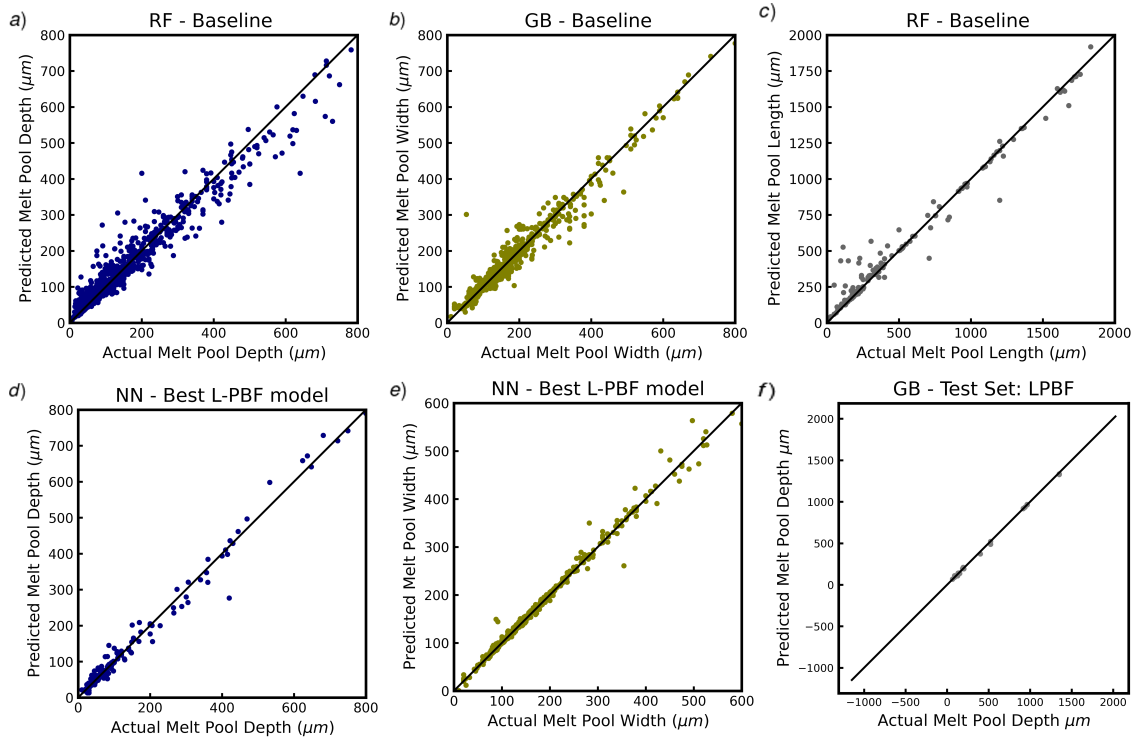 a) RF - Baseline
Predicted Melt Pool Depth (μm)
800
700
600
500
400
300
200
100
0
0 200 400 600 800
Actual Melt Pool Depth (μm)
b) GB - Baseline
Predicted Melt Pool Width (μm)
800
700
600
500
400
300
200
100
0
0 200 400 600 800
Actual Melt Pool Width (μm)
c) RF - Baseline
Predicted Melt Pool Length (μm)
2000
1750
1500
1250
1000
750
500
250
0
0 500 1000 1500 2000
Actual Melt Pool Length (μm)
d) NN - Best L-PBF model
Predicted Melt Pool Depth (μm)
800
700
600
500
400
300
200
100
0
0 200 400 600 800
Actual Melt Pool Depth (μm)
e) NN - Best L-PBF model
Predicted Melt Pool Width (μm)
600
500
400
300
200
100
0
0 100 200 300 400 500 600
Actual Melt Pool Width (μm)
f) GB - Test Set: LPBF
Predicted Melt Pool Depth μm
2000
1500
1000
500
0
−500
−1000
−1000 −500 0 500 1000 1500 2000
Actual Melt Pool Depth μm